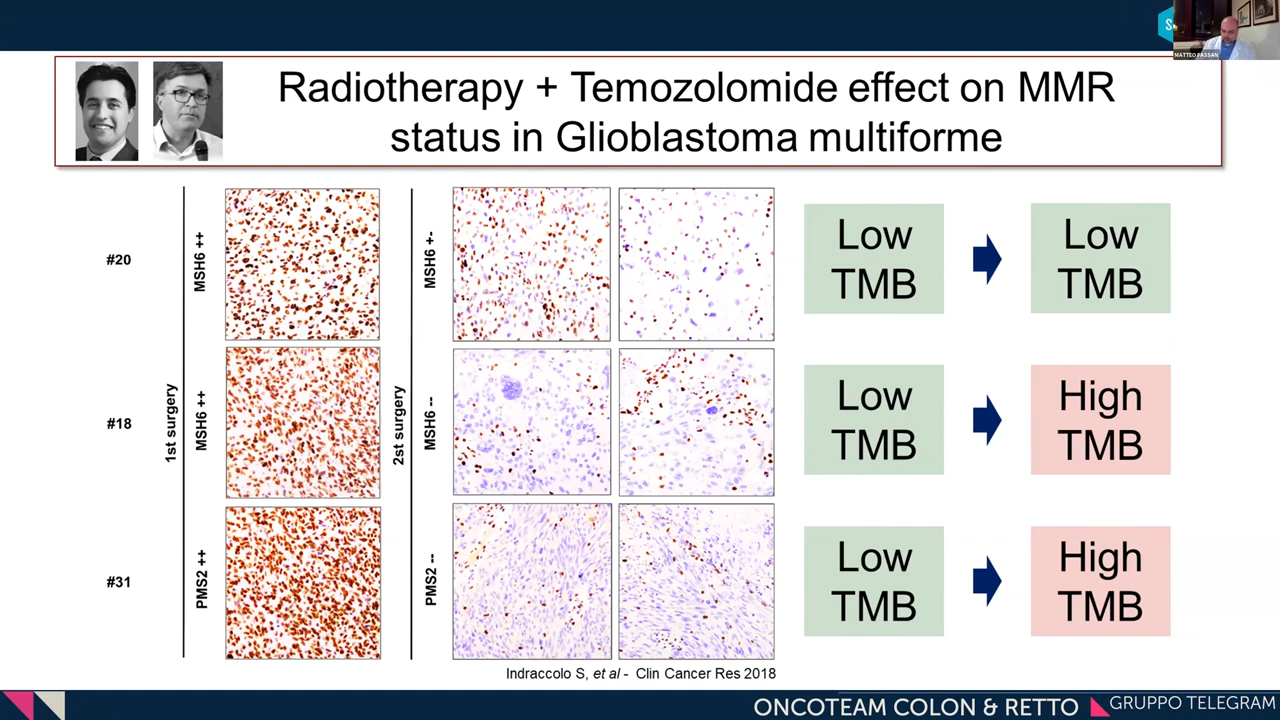 MATTEO FASSAN
Radiotherapy + Temozolomide effect on MMR
status in Glioblastoma multiforme
1st surgery
2nd surgery
#20
MSH6 ++
MSH6 +-
Low
TMB
Low
TMB
#18
MSH6 ++
MSH6 --
Low
TMB
High
TMB
#31
PMS2 ++
PMS2 --
Low
TMB
High
TMB
Indraccolo S, et al - Clin Cancer Res 2018
ONCOTEAM COLON & RETTO
GRUPPO TELEGRAM